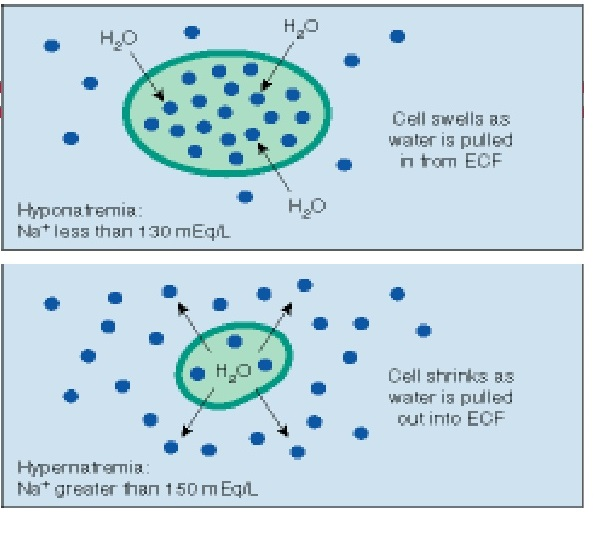 H₂O
H₂O
Cell swells as
water is pulled
in from ECF
H₂O
Hyponatremia:
Na⁺ less than 130 mEq/L
H₂O
Cell shrinks as
water is pulled
out into ECF
Hypernatremia:
Na⁺ greater than 150 mEq/L